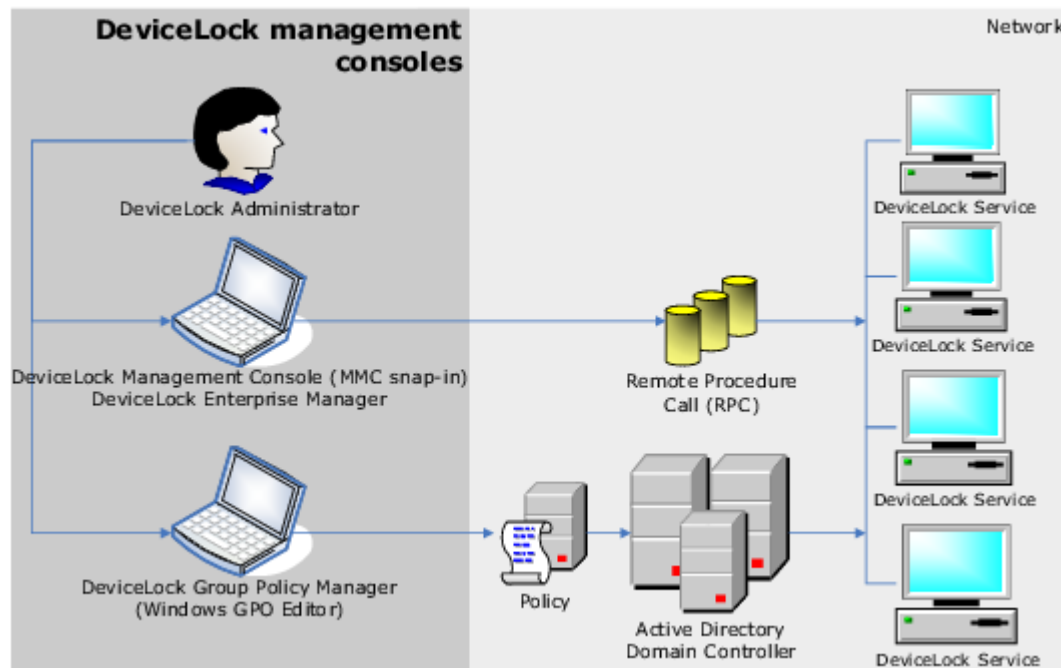 DeviceLock management
consoles
Network
DeviceLock Administrator
DeviceLock Service
DeviceLock Management Console (MMC snap-in)
DeviceLock Enterprise Manager
Remote Procedure
Call (RPC)
DeviceLock Service
DeviceLock Service
DeviceLock Group Policy Manager
(Windows GPO Editor)
Policy
Active Directory
Domain Controller
DeviceLock Service